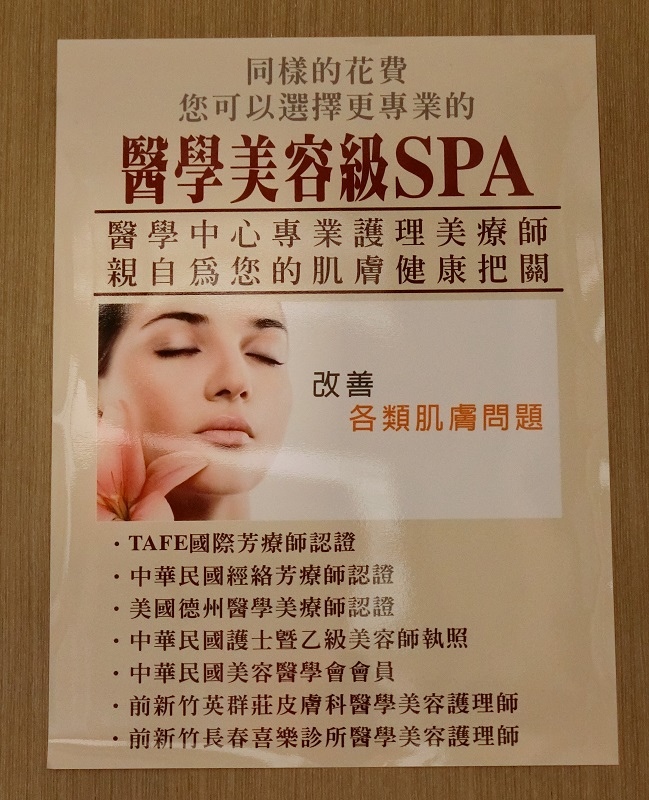 同樣的花費
您可以選擇更專業的
醫學美容級SPA
醫學中心專業護理美療師
親自為您的肌膚健康把關
改善
各類肌膚問題
・TAFE國際芳療師認證
・中華民國經絡芳療師認證
・美國德州醫學美療師認證
・中華民國護士暨乙級美容師執照
・中華民國美容醫學會會員
・前新竹英群莊皮膚科醫學美容護理師
・前新竹長春喜樂診所醫學美容護理師